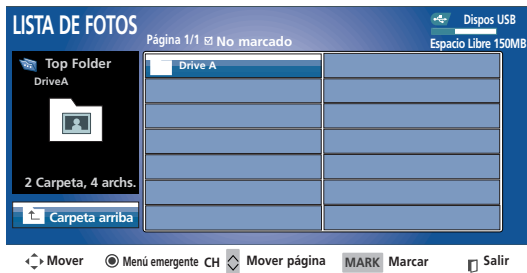 LISTA DE FOTOS
Página 1/1 No marcado
Dispos USB
Espacio Libre 150MB
Top Folder
DriveA
Drive A
2 Carpeta, 4 archs.
Carpeta arriba
Mover Menú emergente CH Mover página MARK Marcar Salir